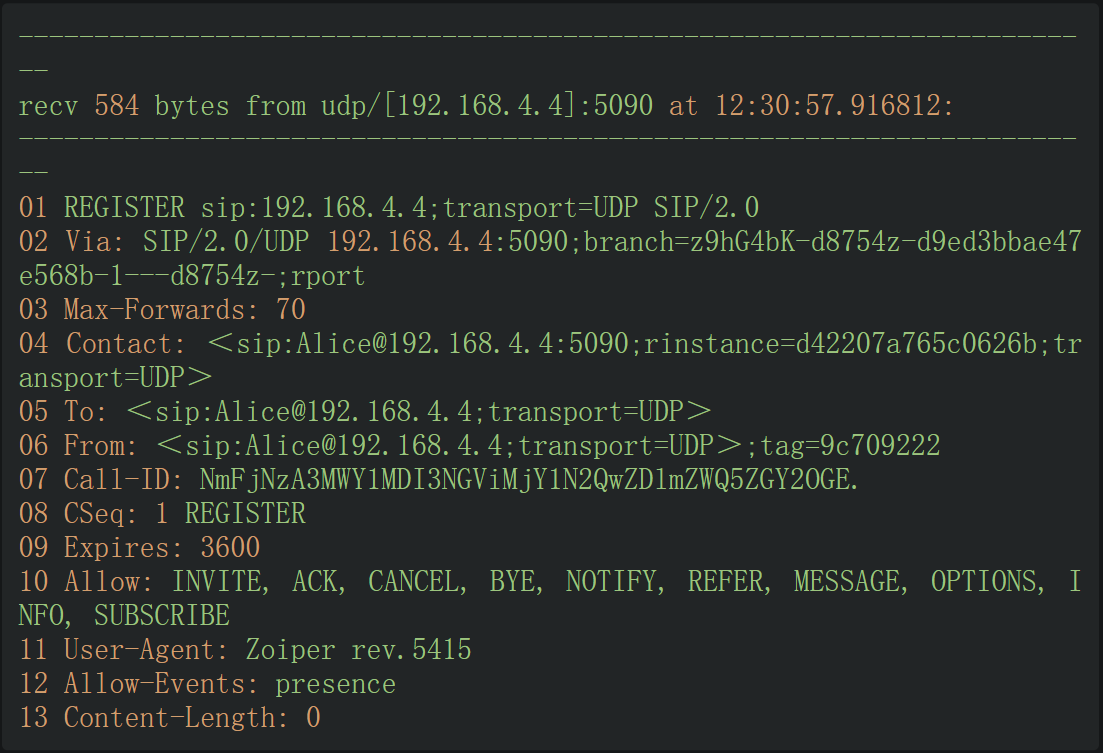 ------------------------------------------------------------------------
recv 584 bytes from udp/[192.168.4.4]:5090 at 12:30:57.916812:
------------------------------------------------------------------------
01 REGISTER sip:192.168.4.4;transport=UDP SIP/2.0
02 Via: SIP/2.0/UDP 192.168.4.4:5090;branch=z9hG4bK-d8754z-d9ed3bbae47
e568b-1---d8754z-;rport
03 Max-Forwards: 70
04 Contact: <sip:Alice@192.168.4.4:5090;rinstance=d42207a765c0626b;tr
ansport=UDP>
05 To: <sip:Alice@192.168.4.4;transport=UDP>
06 From: <sip:Alice@192.168.4.4;transport=UDP>;tag=9c709222
07 Call-ID: NmFjNzA3MWY1MDI3NGViMjY1N2QwZDlmZWQ5ZGY2OGE.
08 CSeq: 1 REGISTER
09 Expires: 3600
10 Allow: INVITE, ACK, CANCEL, BYE, NOTIFY, REFER, MESSAGE, OPTIONS, I
NFO, SUBSCRIBE
11 User-Agent: Zoiper rev.5415
12 Allow-Events: presence
13 Content-Length: 0